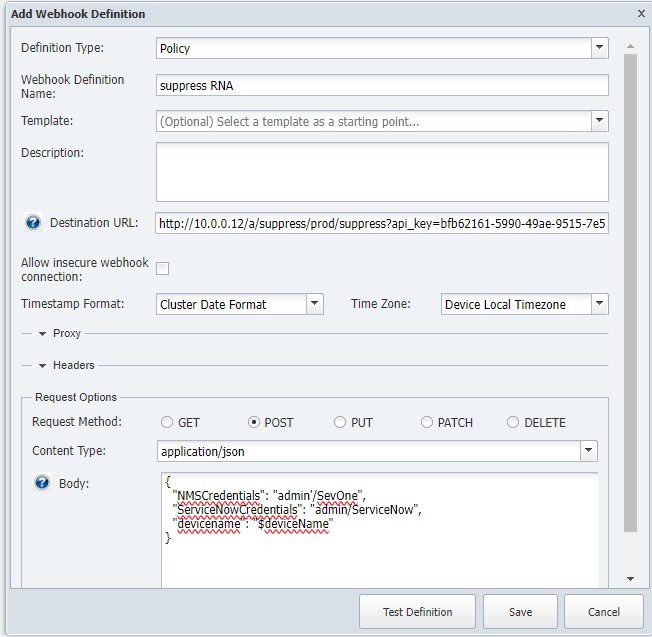 Add Webhook Definition x
Definition Type: Policy
Webhook Definition
Name: suppress RNA
Template: (Optional) Select a template as a starting point...
Description:
Destination URL: http://10.0.0.12/a/suppress/prod/suppress?api_key=bfb62161-5990-49ae-9515-7e5
Allow insecure webhook
connection:
Timestamp Format: Cluster Date Format Time Zone: Device Local Timezone
Proxy
Headers
Request Options
Request Method: GET POST PUT PATCH DELETE
Content Type: application/json
Body: {
"NMSCredentials": "admin'/SevOne",
"ServiceNowCredentials": "admin/ServiceNow",
"devicename": "$deviceName"
}
Test Definition Save Cancel